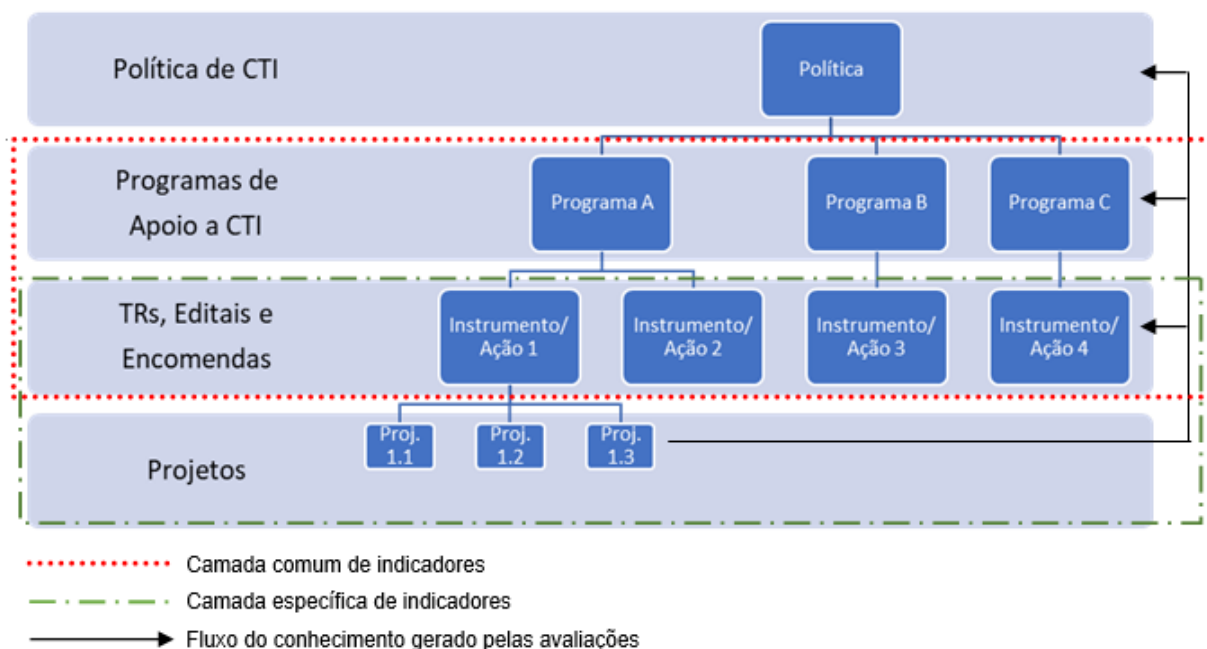 Política de CTI
Política
Programas de
Apoio a CTI
Programa A
Programa B
Programa C
TRs, Editais e
Encomendas
Instrumento/
Ação 1
Instrumento/
Ação 2
Instrumento/
Ação 3
Instrumento/
Ação 4
Projetos
Proj.
1.1
Proj.
1.2
Proj.
1.3
Camada comum de indicadores
Camada específica de indicadores
Fluxo do conhecimento gerado pelas avaliações